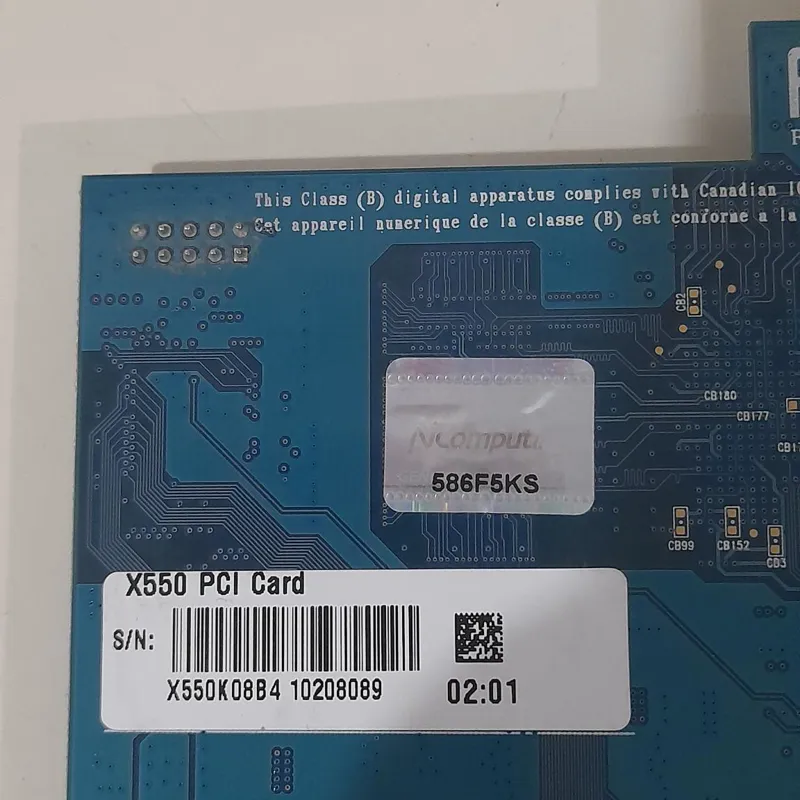 This Class (B) digital apparatus complies with Canadian
Cet appareil numerique de la classe (B) est conforme a la
CB2
CB180
CB177
NComputi
586F5KS
CB99
CB152
CB3
X550 PCI Card
S/N:
X550K08B4 10208089
02:01